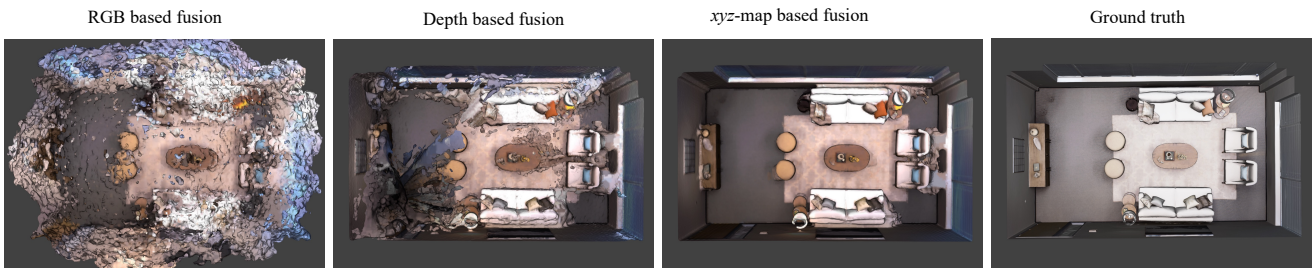 RGB based fusion
Depth based fusion
xyz-map based fusion
Ground truth